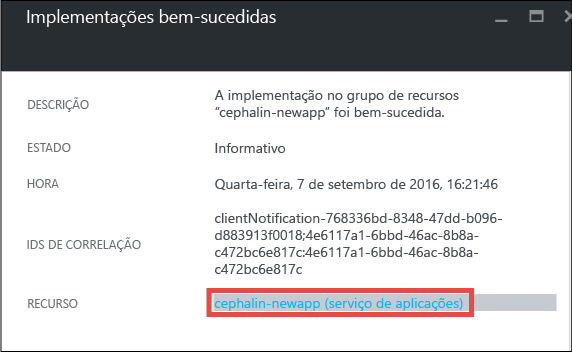 Implementações bem-sucedidas
DESCRIÇÃO
A implementação no grupo de recursos
“cephalin-newapp” foi bem-sucedida.
ESTADO
Informativo
HORA
Quarta-feira, 7 de setembro de 2016, 16:21:46
IDS DE CORRELAÇÃO
clientNotification-768336bd-8348-47dd-b096-
d883913f0018;4e6117a1-6bbd-46ac-8b8a-
c472bc6e817c:4e6117a1-6bbd-46ac-8b8a-
c472bc6e817c
RECURSO
cephalin-newapp (serviço de aplicações)